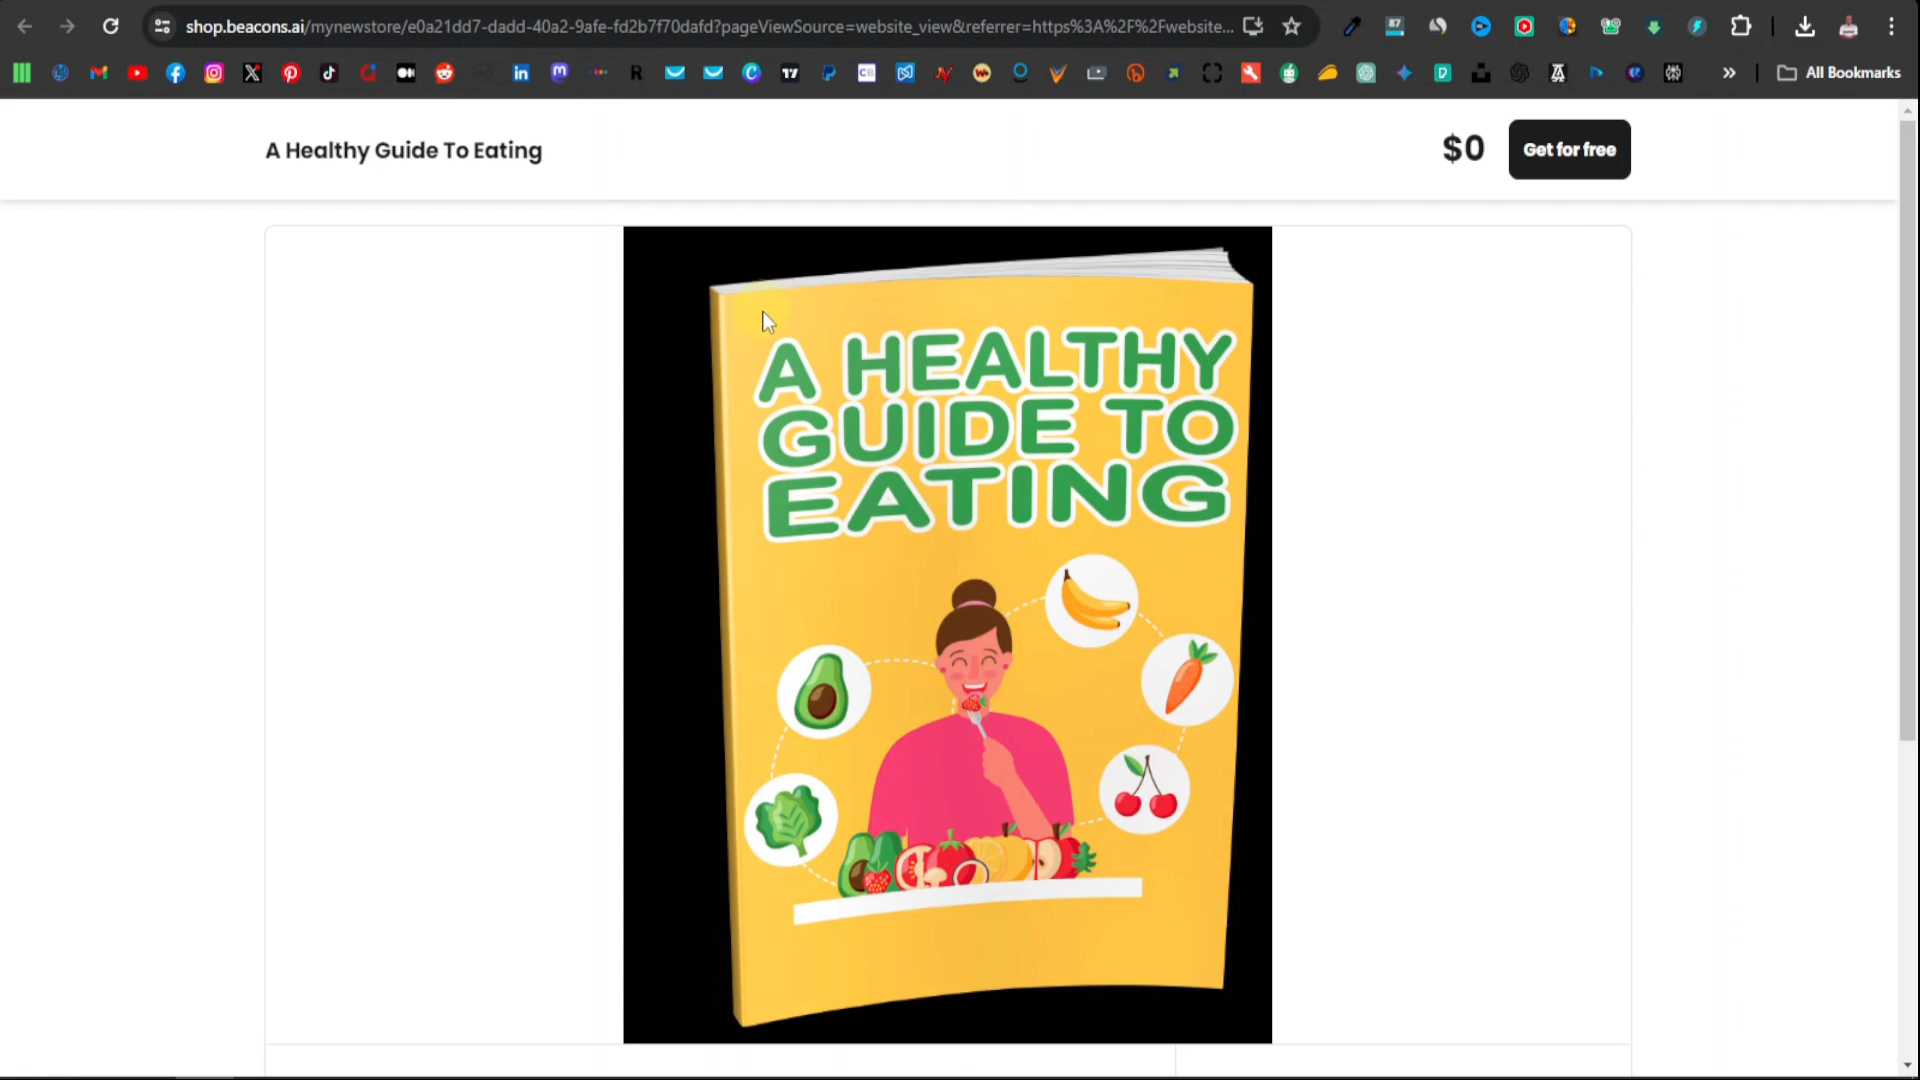 shop.beacons.ai/mynewstore/e0a21dd7-dadd-40a2-9afe-fd2b7f70dafd?pageViewSource=website_view&referrer=https%3A%2F%2Fwebsite...
All Bookmarks
A Healthy Guide To Eating
$0
Get for free
A HEALTHY
GUIDE TO
EATING